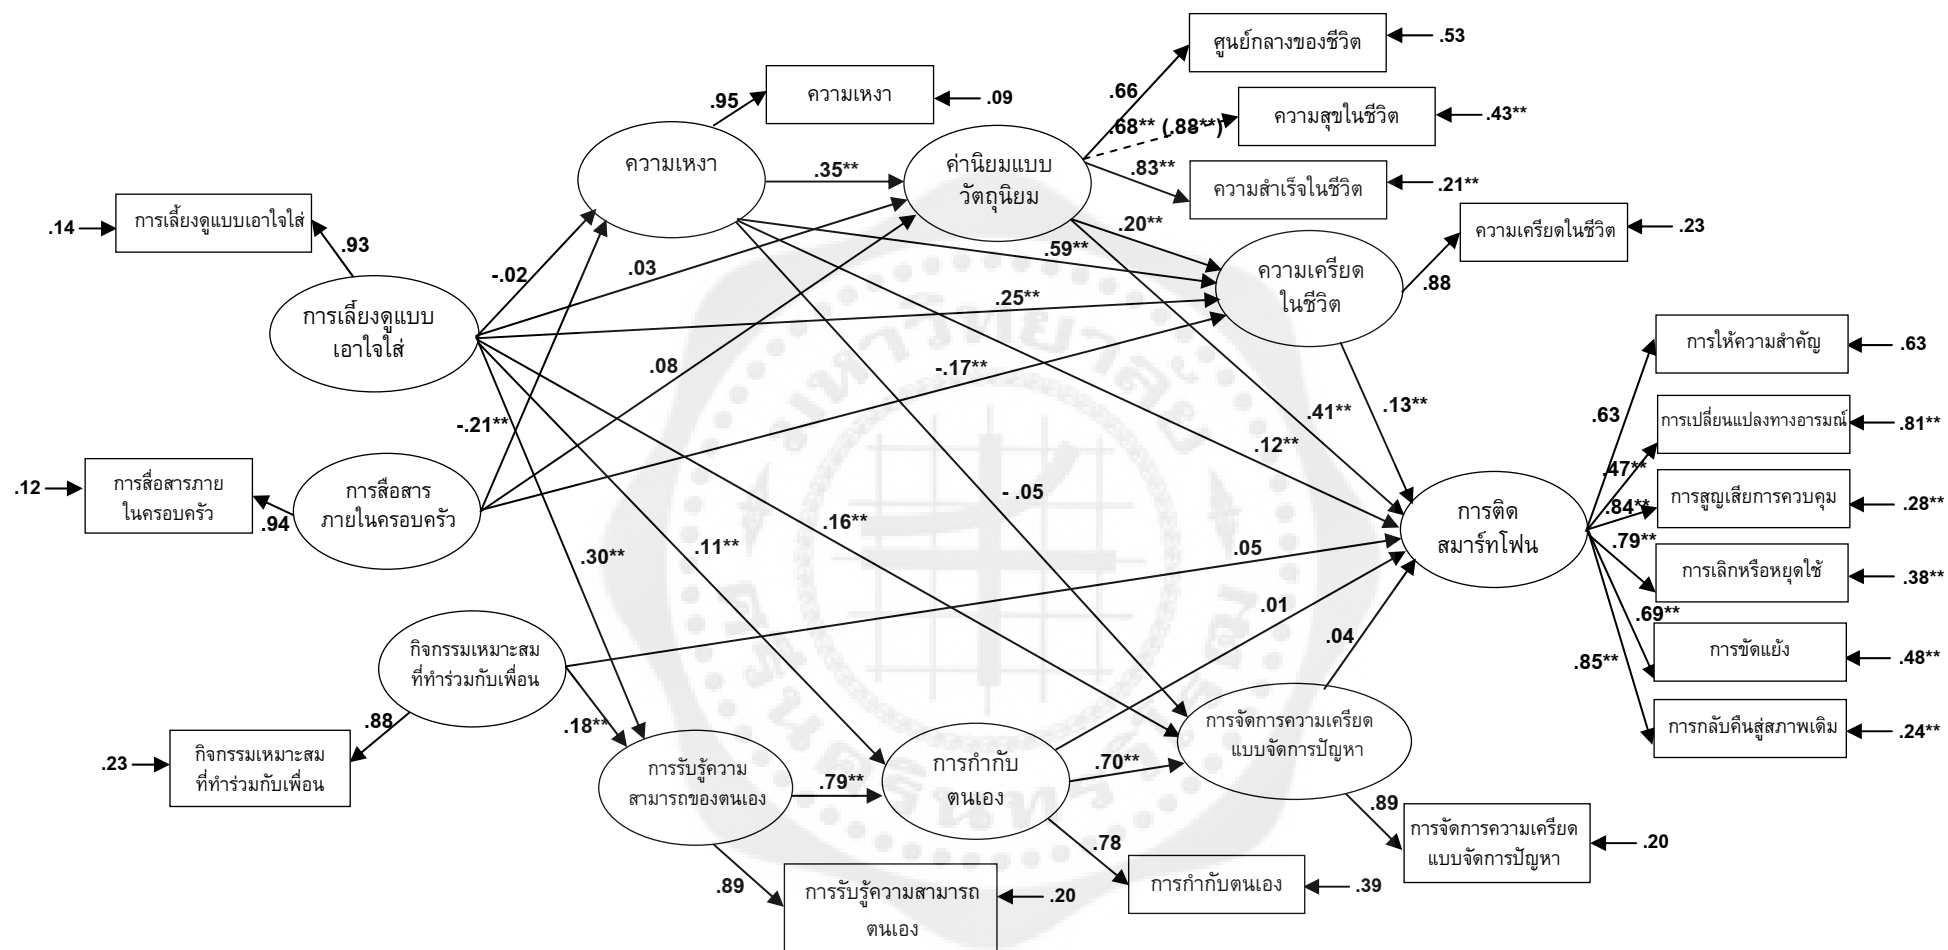 ศูนย์กลางของชีวิต
.53
.66
ความเหงา
.09
.95
ความสุขในชีวิต
.43**
.68** (.88**)
ความเหงา
.35**
ค่านิยมแบบ
วัตถุนิยม
.83**
ความสำเร็จในชีวิต
.21**
.14
การเลี้ยงดูแบบเอาใจใส่
.93
.20**
ความเครียดในชีวิต
.23
.88
-.02
.03
.59**
ความเครียด
ในชีวิต
.25**
การเลี้ยงดูแบบ
เอาใจใส่
.08
-.17**
การให้ความสำคัญ
.63
.63
-.21**
.41**
.13**
.12**
การเปลี่ยนแปลงทางอารมณ์
.81**
.47**
.12
การสื่อสารภาย
ในครอบครัว
.94
การสื่อสาร
ภายในครอบครัว
- .05
การติด
สมาร์ทโฟน
.84**
การสูญเสียการควบคุม
.28**
.30**
.11**
.16**
.05
.79**
การเลิกหรือหยุดใช้
.38**
.01
.04
.69**
การขัดแย้ง
.48**
.85**
กิจกรรมเหมาะสม
ที่ทำร่วมกับเพื่อน
.88
.18**
การกลับคืนสู่สภาพเดิม
.24**
.23
กิจกรรมเหมาะสม
ที่ทำร่วมกับเพื่อน
การรับรู้ความ
สามารถของตนเอง
.79**
การกำกับ
ตนเอง
.70**
การจัดการความเครียด
แบบจัดการปัญหา
.89
.78
.89
การจัดการความเครียด
แบบจัดการปัญหา
.20
การรับรู้ความสามารถ
ตนเอง
.20
การกำกับตนเอง
.39
มหาวิทยาลัย
ศรีนครินทรวิโรฒ